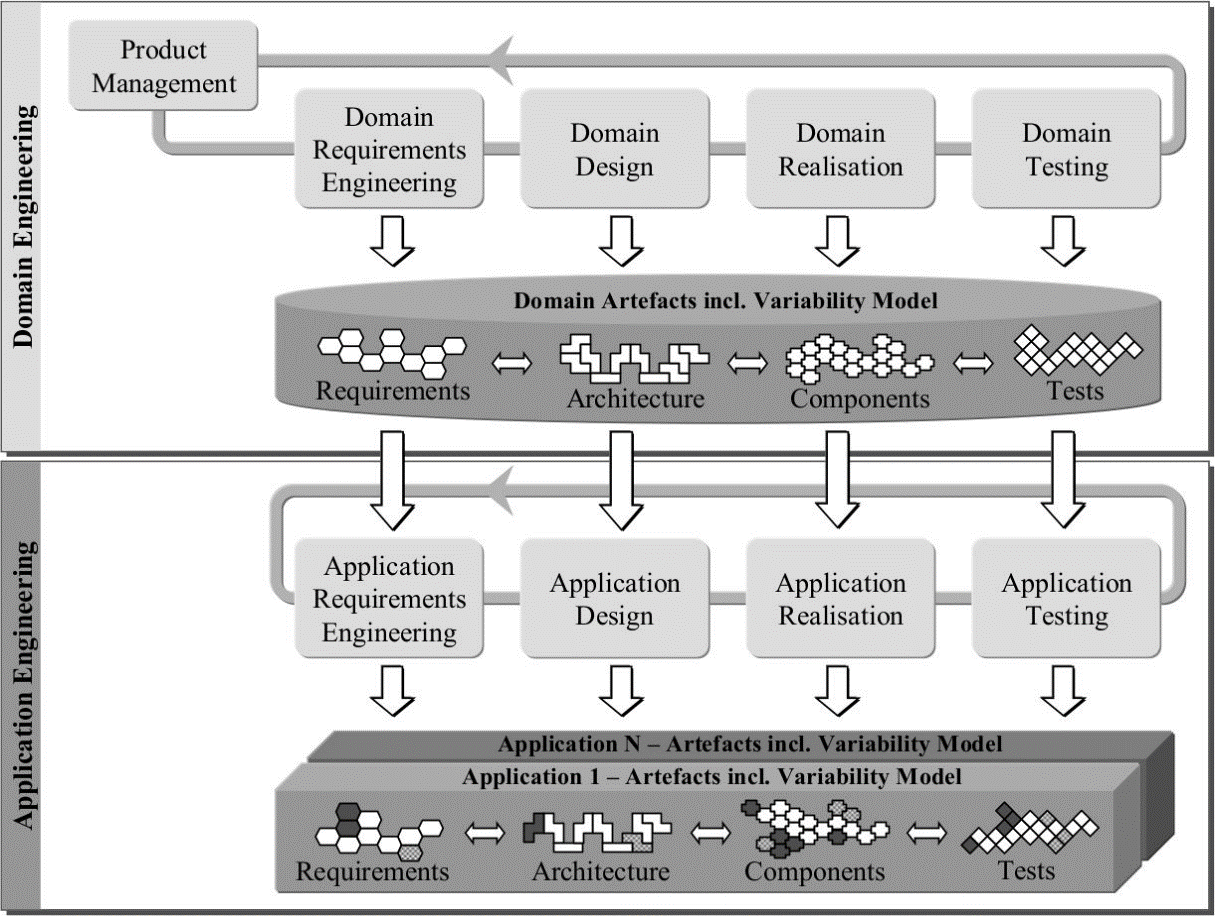 Domain Engineering
Product
Management
Domain
Requirements
Engineering
Domain
Design
Domain
Realisation
Domain
Testing
Domain Artefacts incl. Variability Model
Requirements
Architecture
Components
Tests
Application Engineering
Application
Requirements
Engineering
Application
Design
Application
Realisation
Application
Testing
Application N – Artefacts incl. Variability Model
Application 1 – Artefacts incl. Variability Model
Requirements
Architecture
Components
Tests